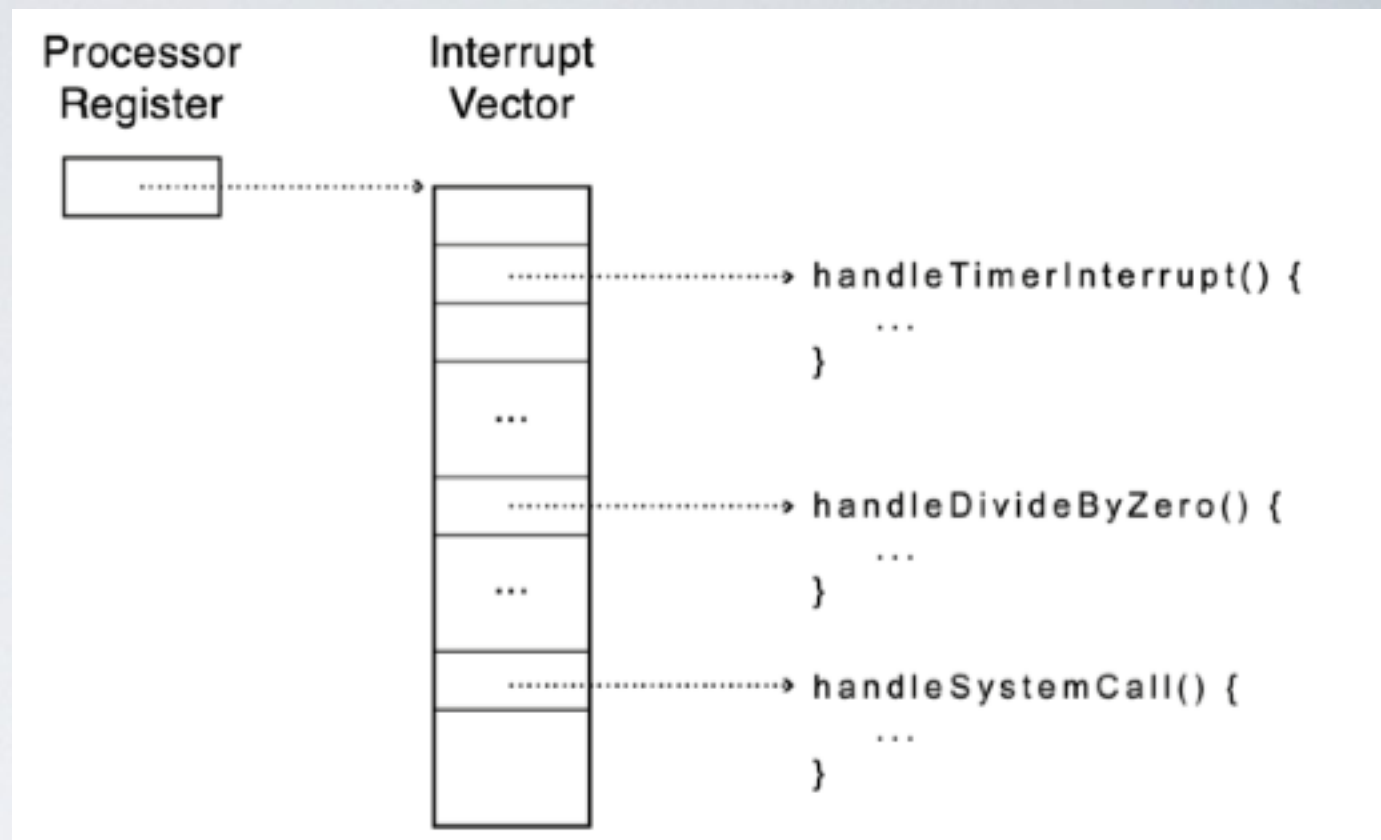 Processor
Register
Interrupt
Vector
handleTimerInterrupt() {
...
}
...
handleDivideByZero() {
...
}
...
handleSystemCall() {
...
}